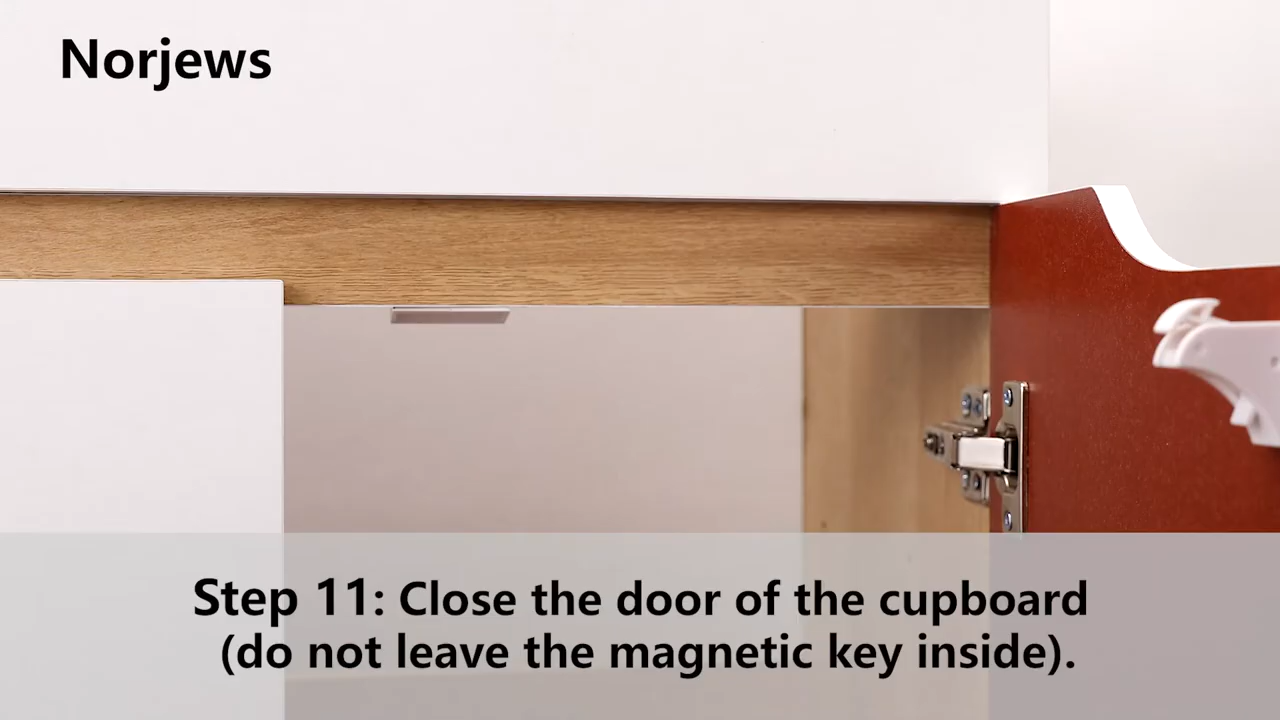 Norjews
Step 11: Close the door of the cupboard
(do not leave the magnetic key inside).